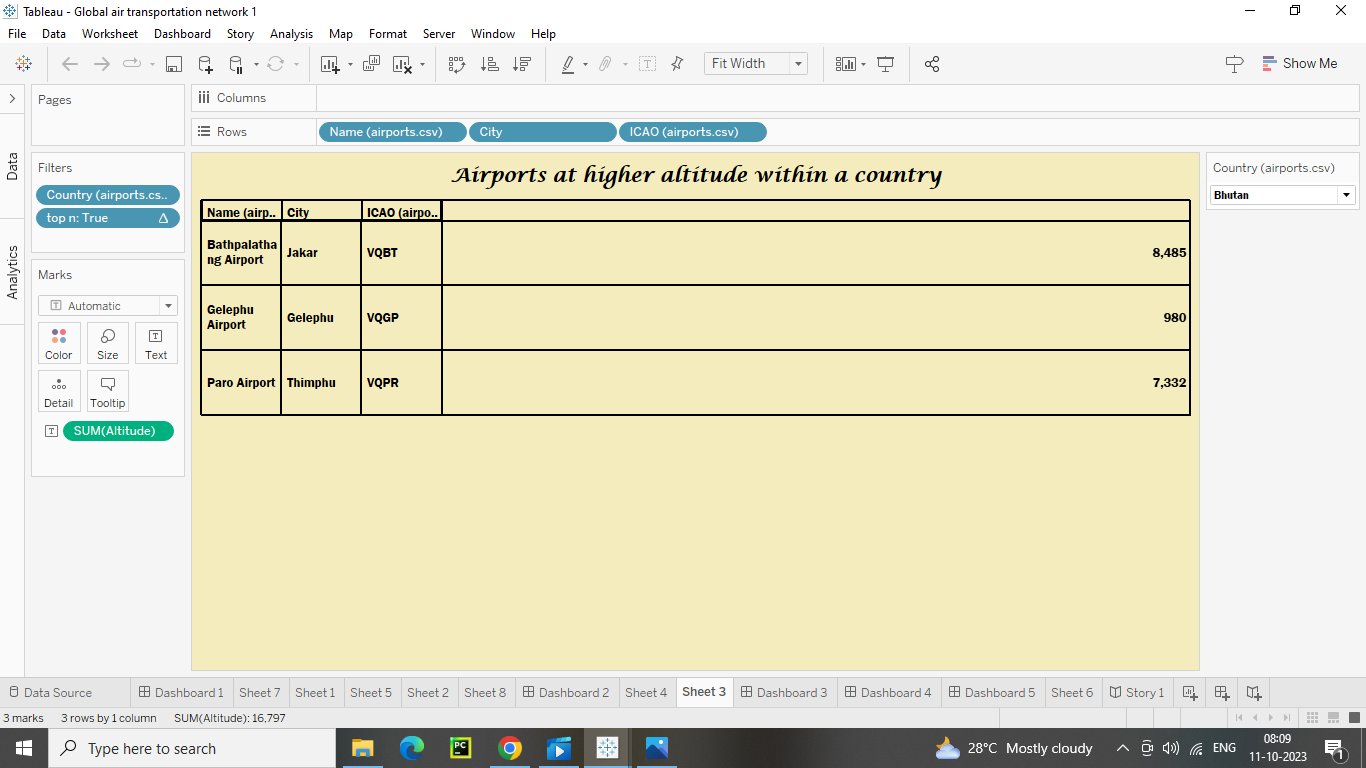 Tableau - Global air transportation network 1
File Data Worksheet Dashboard Story Analysis Map Format Server Window Help
Fit Width
Show Me
Data
Analytics
Pages
Columns
Rows
Name (airports.csv) City ICAO (airports.csv)
Filters
Country (airports.cs..
top n: True
Marks
Automatic
Color Size Text
Detail Tooltip
SUM(Altitude)
Airports at higher altitude within a country
Name (airp.. City ICAO (airpo..
Bathpalatha
ng Airport Jakar VQBT 8,485
Gelephu
Airport Gelephu VQGP 980
Paro Airport Thimphu VQPR 7,332
Country (airports.csv)
Bhutan
Data Source Dashboard 1 Sheet 7 Sheet 1 Sheet 5 Sheet 2 Sheet 8 Dashboard 2 Sheet 4 Sheet 3 Dashboard 3 Dashboard 4 Dashboard 5 Sheet 6 Story 1
3 marks 3 rows by 1 column SUM(Altitude): 16,797
Type here to search
PC
28°C Mostly cloudy
ENG
08:09
11-10-2023
1